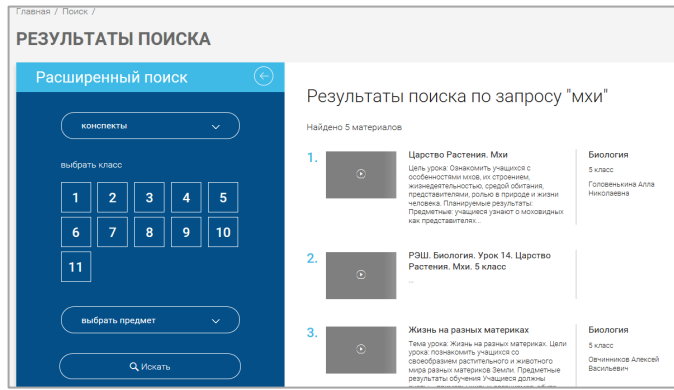 Главная / Поиск /
РЕЗУЛЬТАТЫ ПОИСКА
Расширенный поиск
конспекты
выбрать класс
1 2 3 4 5
6 7 8 9 10
11
выбрать предмет
Искать
Результаты поиска по запросу "мхи"
Найдено 5 материалов
1.
Царство Растения. Мхи
Цель урока: Ознакомить учащихся с
особенностями мхов, их строением,
жизнедеятельностью, средой обитания,
представителями, ролью в природе и жизни
человека. Планируемые результаты:
Предметные: учащиеся узнают о моховидных
как представителях...
Биология
5 класс
Головенькина Алла
Николаевна
2.
РЭШ. Биология. Урок 14. Царство
Растения. Мхи. 5 класс
...
3.
Жизнь на разных материках
Тема урока: Жизнь на разных материках. Цели
урока: познакомить учащихся со
своеобразием растительного и животного
мира разных материков Земли. Предметные
результаты обучения Учащиеся должны
Биология
5 класс
Овчинников Алексей
Васильевич